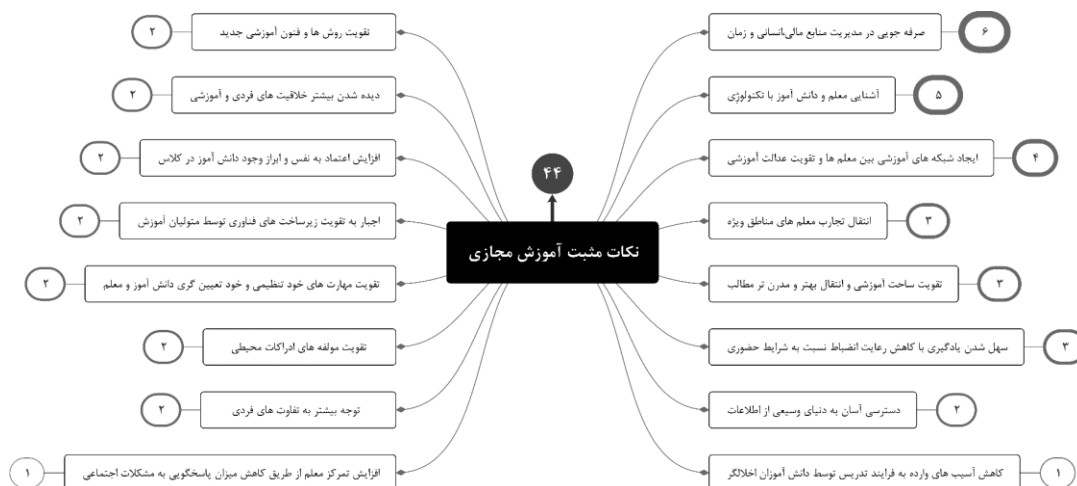 نکات مثبت آموزش مجازی
۴۴
صرفه جویی در مدیریت منابع مالی،انسانی و زمان
۶
آشنایی معلم و دانش آموز با تکنولوژی
۵
ایجاد شبکه های آموزشی بین معلم ها و تقویت عدالت آموزشی
۴
انتقال تجارب معلم های مناطق ویژه
۳
تقویت ساحت آموزشی و انتقال بهتر و مدرن تر مطالب
۳
سهل شدن یادگیری با کاهش رعایت انضباط نسبت به شرایط حضوری
۳
دسترسی آسان به دنیای وسیعی از اطلاعات
۲
کاهش آسیب های وارده به فرایند تدریس توسط دانش آموزان اخلالگر
۱
تقویت روش ها و فنون آموزشی جدید
۲
دیده شدن بیشتر خلاقیت های فردی و آموزشی
۲
افزایش اعتماد به نفس و ابراز وجود دانش آموز در کلاس
۲
اجبار به تقویت زیرساخت های فناوری توسط متولیان آموزش
۲
تقویت مهارت های خود تنظیمی و خود تعیین گری دانش آموز و معلم
۲
تقویت مولفه های ادراکات محیطی
۲
توجه بیشتر به تفاوت های فردی
۲
افزایش تمرکز معلم از طریق کاهش میزان پاسخگویی به مشکلات اجتماعی
۱